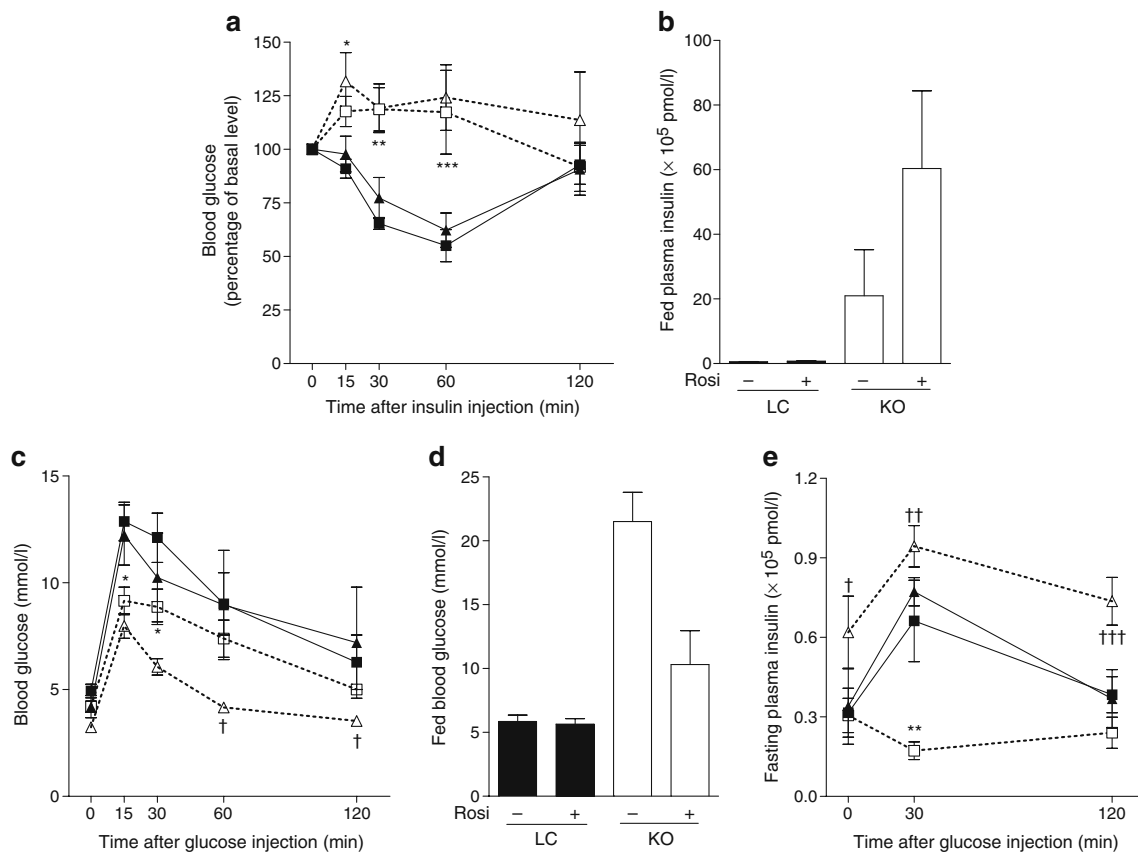 a
150
125
100
75
50
25
0
Blood glucose
(percentage of basal level)
*
**
***
0 15 30 60 120
Time after insulin injection (min)
b
100
80
60
40
20
0
Fed plasma insulin (× 10⁵ pmol/l)
Rosi – + – +
LC KO
c
15
10
5
0
Blood glucose (mmol/l)
*
*
†
†
0 15 30 60 120
Time after glucose injection (min)
d
25
20
15
10
5
0
Fed blood glucose (mmol/l)
Rosi – + – +
LC KO
e
1.2
0.9
0.6
0.3
0.0
Fasting plasma insulin (× 10⁵ pmol/l)
†
††
†††
**
0 30 120
Time after glucose injection (min)